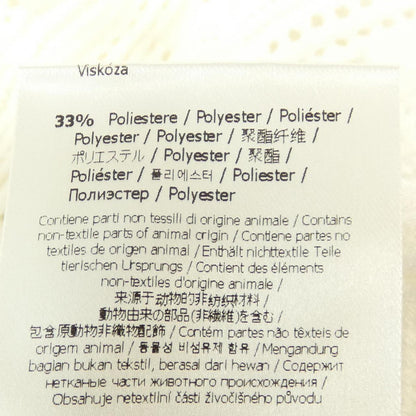 Viskóza
33% Poliestere / Polyester / Poliéster /
Polyester / Polyester / 聚酯纤维 /
ポリエステル / Polyester / 聚酯 /
Poliéster / 폴리에스터 / Poliester /
Полиэстер / Polyester
Contiene parti non tessili di origine animale / Contains
non-textile parts of animal origin / Contiene partes no
textiles de origen animal / Enthält nichttextile Teile
tierischen Ursprungs / Contient des éléments
non-textiles d'origine animale /
来源于动物的非纺织材料 /
動物由来の部品(非繊維)を含む /
包含原動物非織物配飾 / Contém partes não têxteis de
origem animal / 동물성 비섬유제 함유 / Mengandung
bagian bukan tekstil, berasal dari hewan / Содержит
нетканые части животного происхождения /
Obsahuje netextilní části živočišného původu